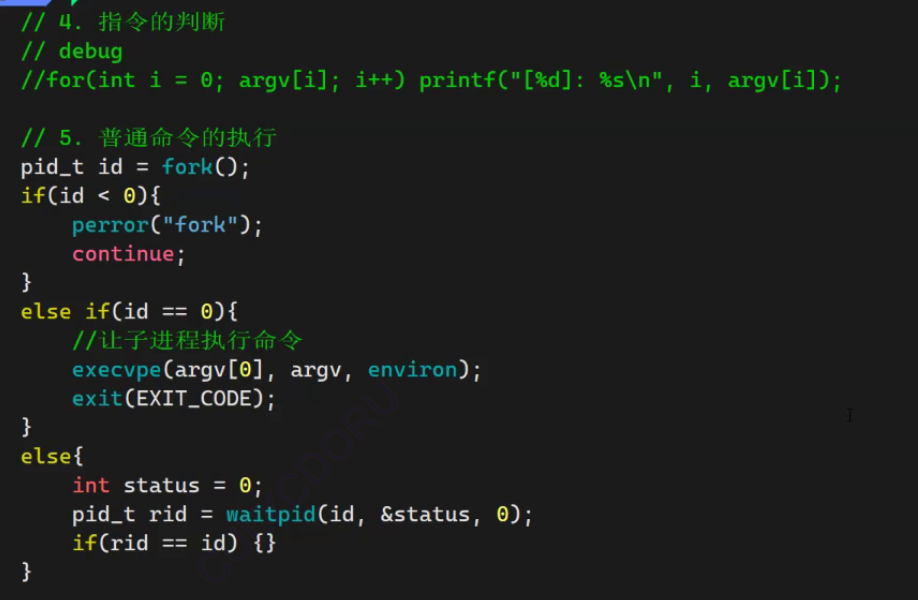 // 4. 指令的判断
// debug
//for(int i = 0; argv[i]; i++) printf("[%d]: %s\n", i, argv[i]);
// 5. 普通命令的执行
pid_t id = fork();
if(id < 0){
    perror("fork");
    continue;
}
else if(id == 0){
    //让子进程执行命令
    execvpe(argv[0], argv, environ);
    exit(EXIT_CODE);
}
else{
    int status = 0;
    pid_t rid = waitpid(id, &status, 0);
    if(rid == id) {}
}